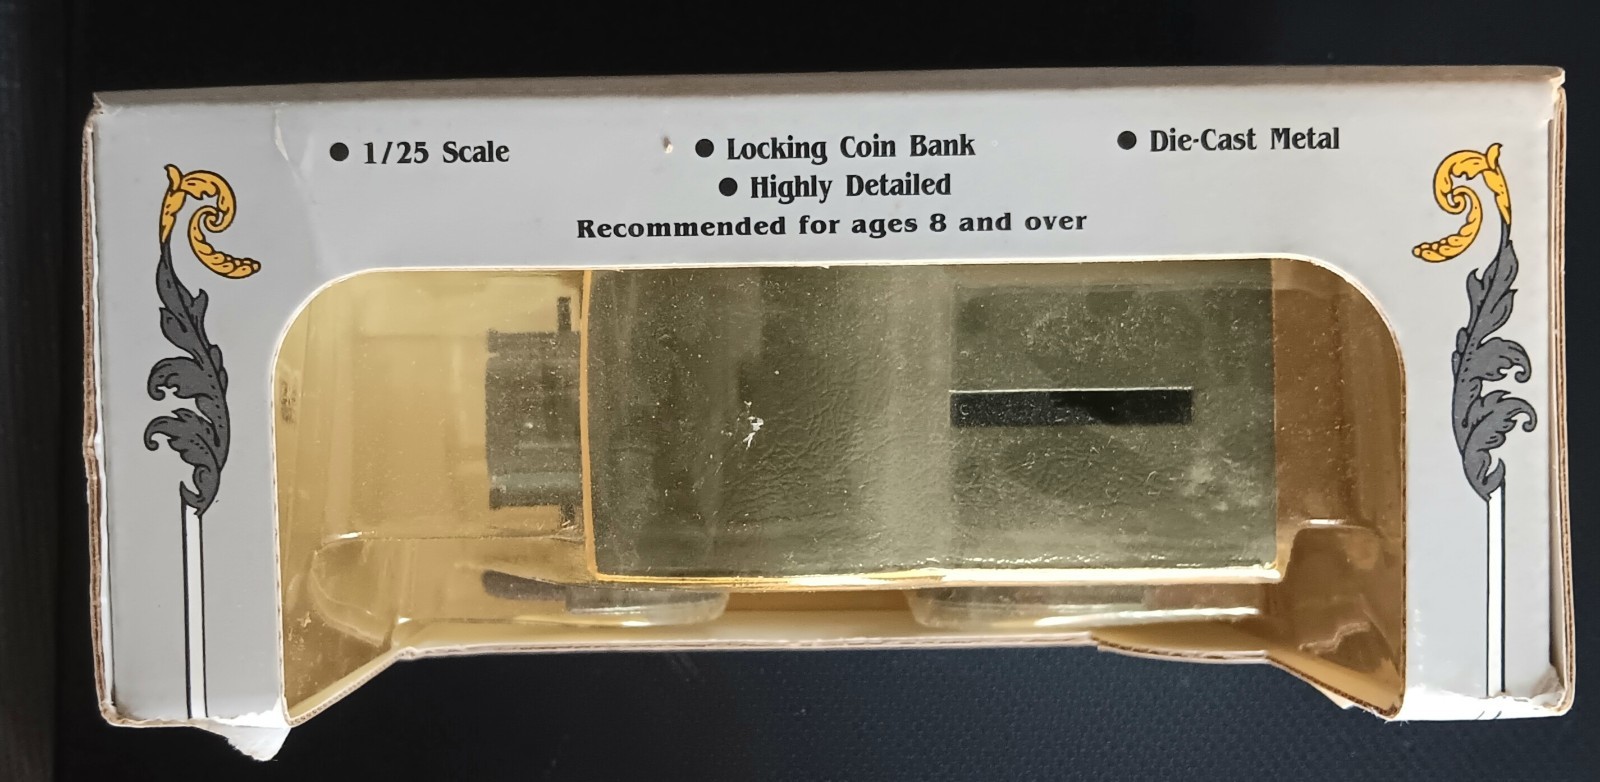 ● 1/25 Scale ● Locking Coin Bank ● Die-Cast Metal
● Highly Detailed
Recommended for ages 8 and over